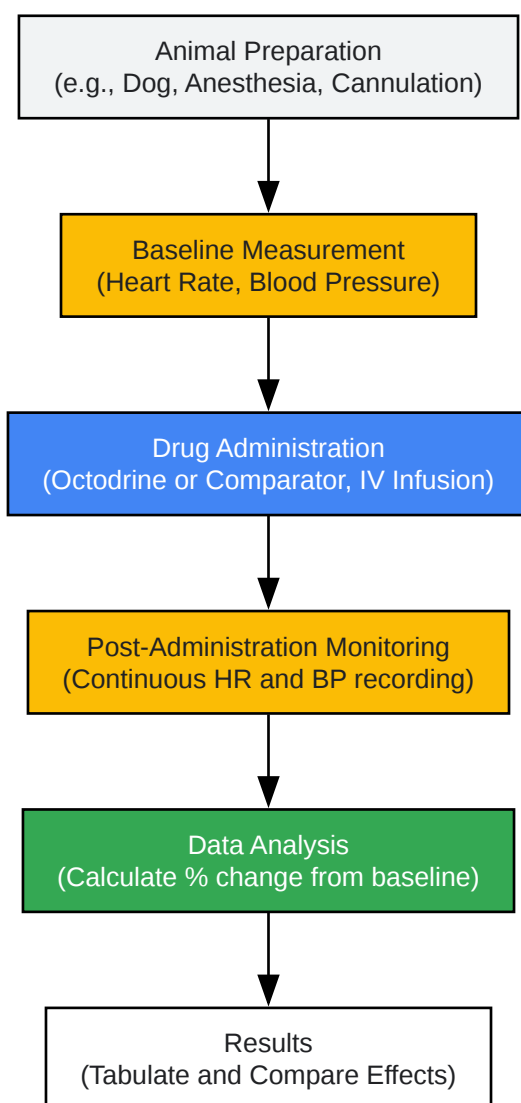 Animal Preparation
(e.g., Dog, Anesthesia, Cannulation)
Baseline Measurement
(Heart Rate, Blood Pressure)
Drug Administration
(Octodrine or Comparator, IV Infusion)
Post-Administration Monitoring
(Continuous HR and BP recording)
Data Analysis
(Calculate % change from baseline)
Results
(Tabulate and Compare Effects)